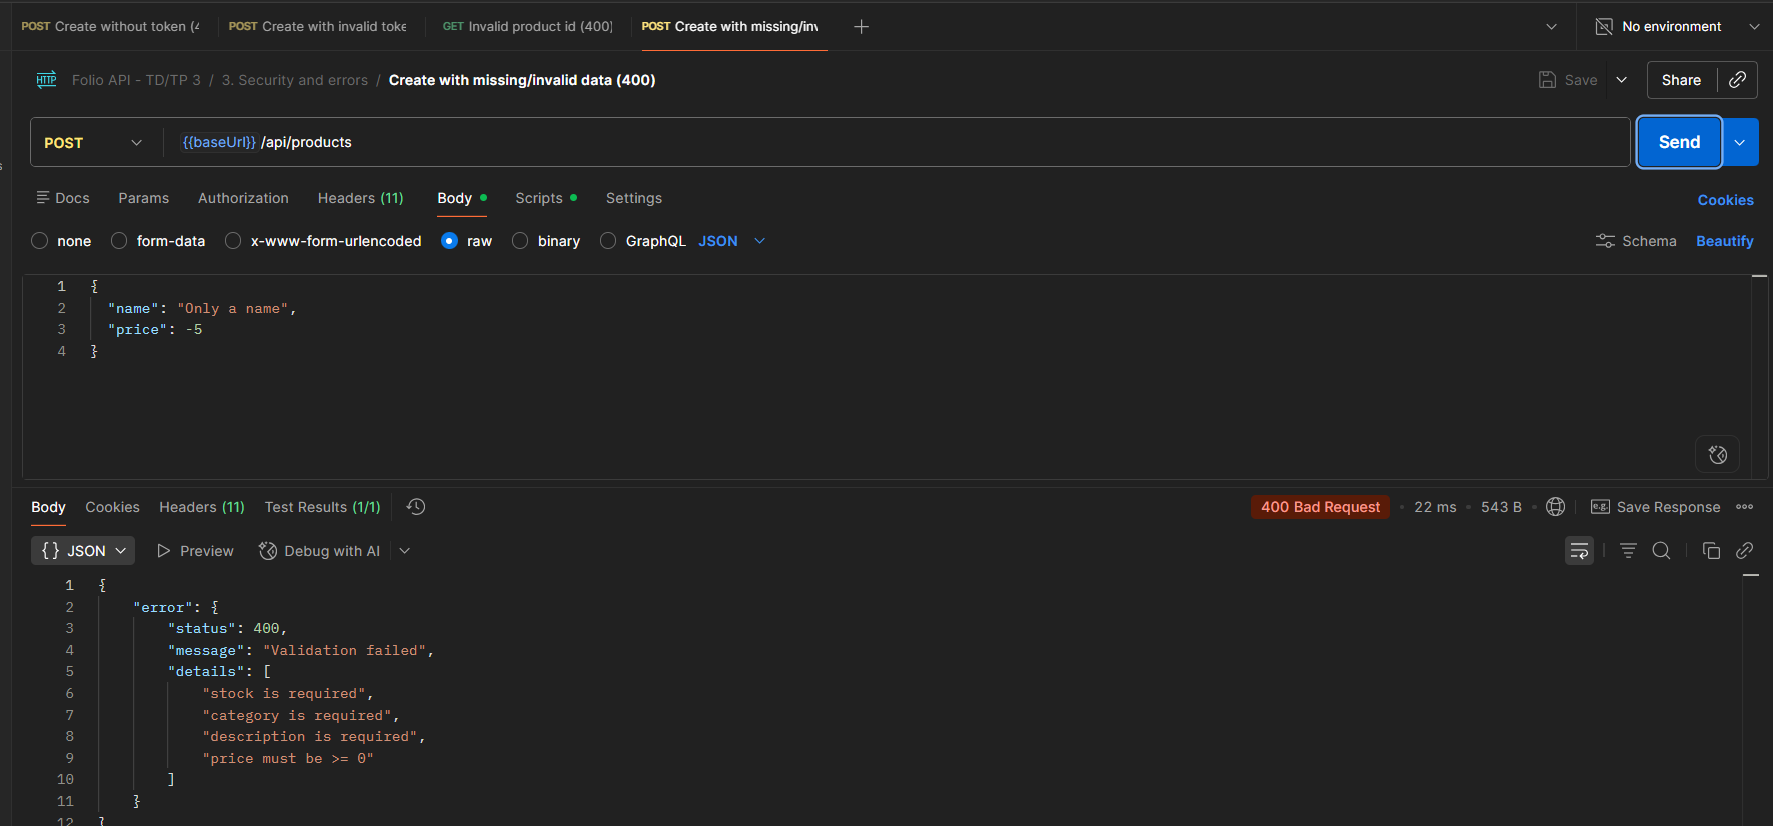 POST Create without token (4 POST Create with invalid toke GET Invalid product id (400) POST Create with missing/inv No environment
HTTP Folio API - TD/TP 3 / 3. Security and errors / Create with missing/invalid data (400) Save Share
POST {{baseUrl}} /api/products Send
s
Docs Params Authorization Headers (11) Body Scripts Settings Cookies
none form-data x-www-form-urlencoded raw binary GraphQL JSON Schema Beautify
1 {
2 "name": "Only a name",
3 "price": -5
4 }
Body Cookies Headers (11) Test Results (1/1) 400 Bad Request 22 ms 543 B e.g. Save Response
{} JSON Preview Debug with AI
1 {
2 "error": {
3 "status": 400,
4 "message": "Validation failed",
5 "details": [
6 "stock is required",
7 "category is required",
8 "description is required",
9 "price must be >= 0"
10 ]
11 }
12 }